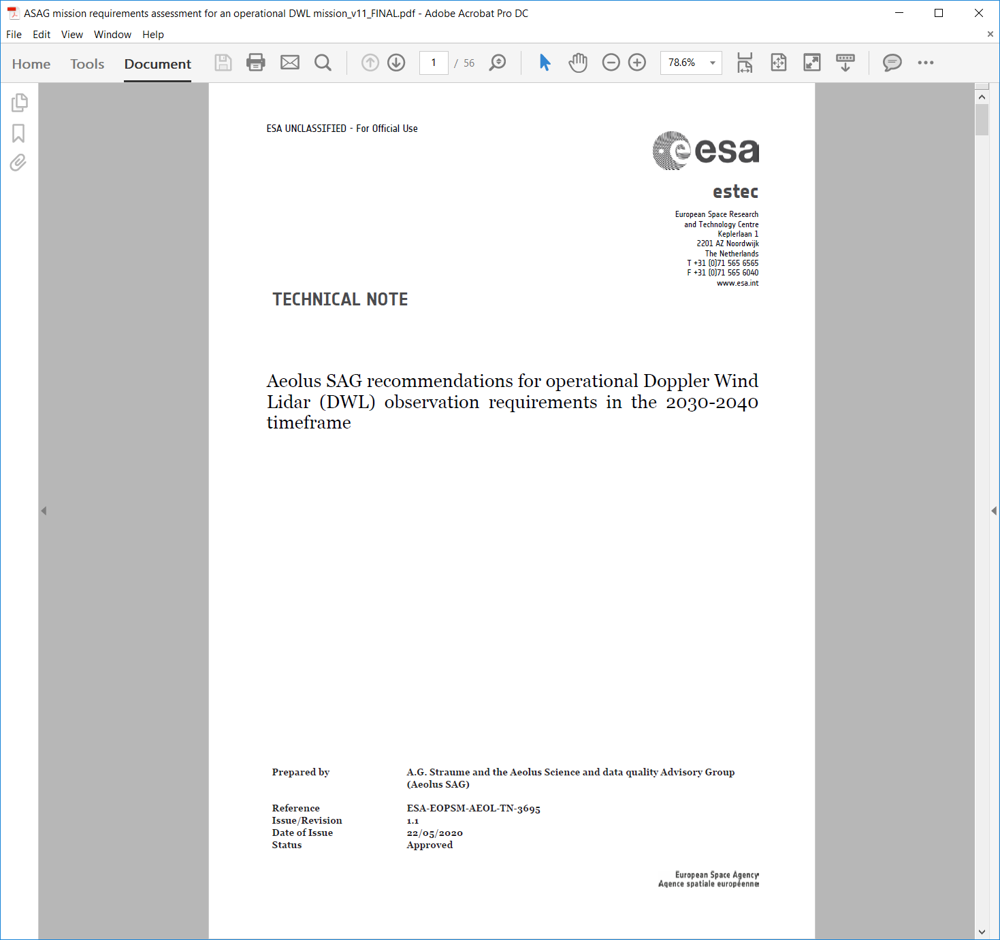 ASAG mission requirements assessment for an operational DWL mission_v11_FINAL.pdf - Adobe Acrobat Pro DC
File Edit View Window Help
Home Tools Document 1 / 56 78.6%
ESA UNCLASSIFIED - For Official Use
esa
estec
European Space Research
and Technology Centre
Keplerlaan 1
2201 AZ Noordwijk
The Netherlands
T +31 (0)71 565 6565
F +31 (0)71 565 6040
www.esa.int
TECHNICAL NOTE
Aeolus SAG recommendations for operational Doppler Wind
Lidar (DWL) observation requirements in the 2030-2040
timeframe
Prepared by A.G. Straume and the Aeolus Science and data quality Advisory Group
(Aeolus SAG)
Reference ESA-EOPSM-AEOL-TN-3695
Issue/Revision 1.1
Date of Issue 22/05/2020
Status Approved
European Space Agency
Agence spatiale européenne